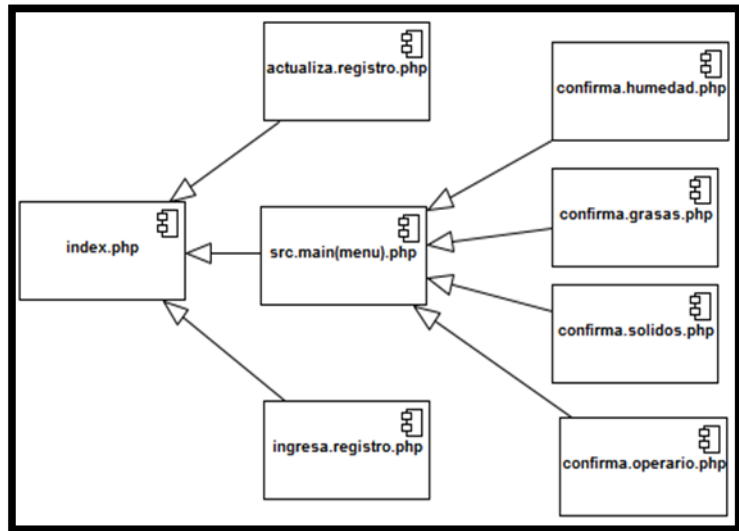 actualiza.registro.php
confirma.humedad.php
confirma.grasas.php
index.php
src.main(menu).php
confirma.solidos.php
ingresa.registro.php
confirma.operario.php